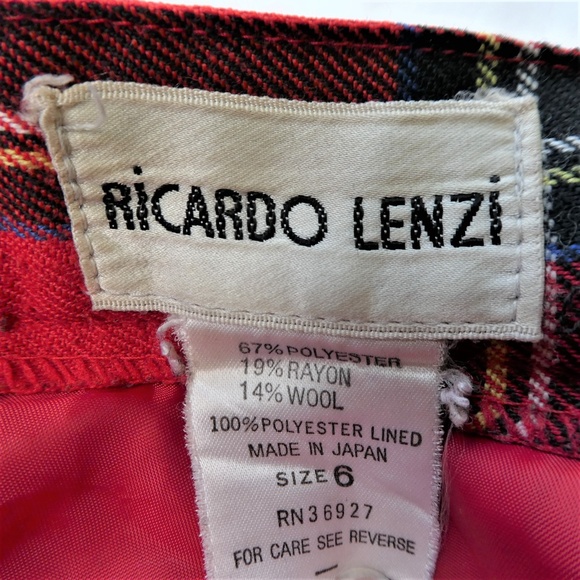 RiCARDO LENZi
67% POLYESTER
19% RAYON
14% WOOL
100% POLYESTER LINED
MADE IN JAPAN
SIZE 6
RN 36927
FOR CARE SEE REVERSE